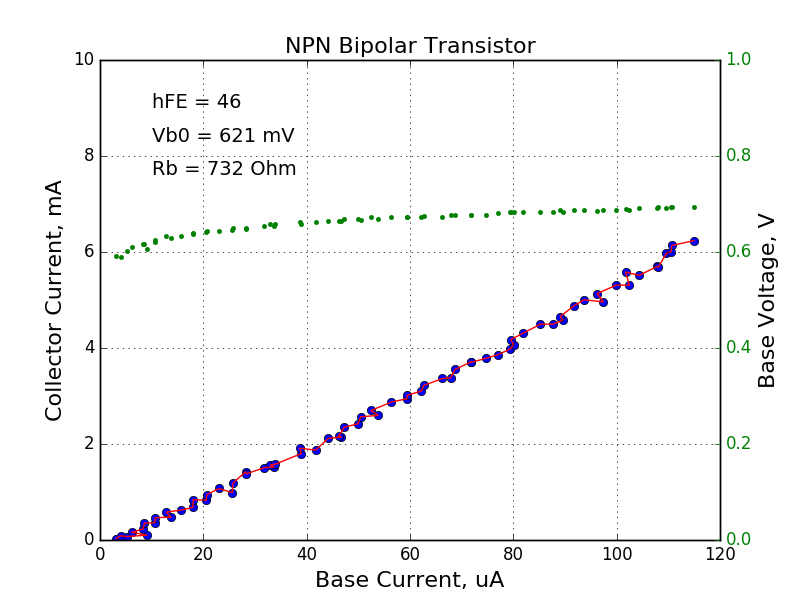 NPN Bipolar Transistor
hFE = 46
Vb0 = 621 mV
Rb = 732 Ohm
Collector Current, mA
10
8
6
4
2
0
1.0
0.8
0.6
0.4
0.2
0.0
Base Voltage, V
0 20 40 60 80 100 120
Base Current, uA